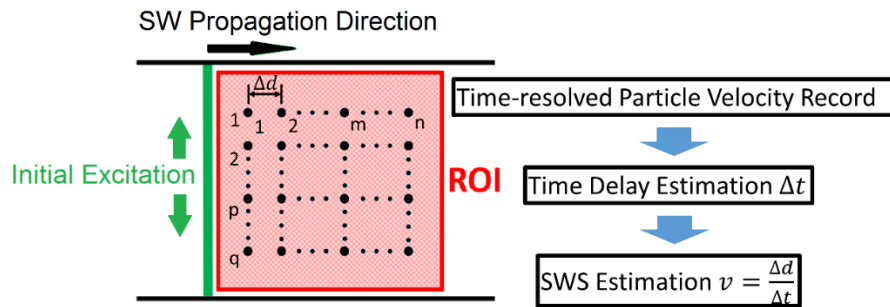 SW Propagation Direction
Δd
1
1 2 m n
2
p
q
Initial Excitation
ROI
Time-resolved Particle Velocity Record
Time Delay Estimation Δt
SWS Estimation v = Δd/Δt